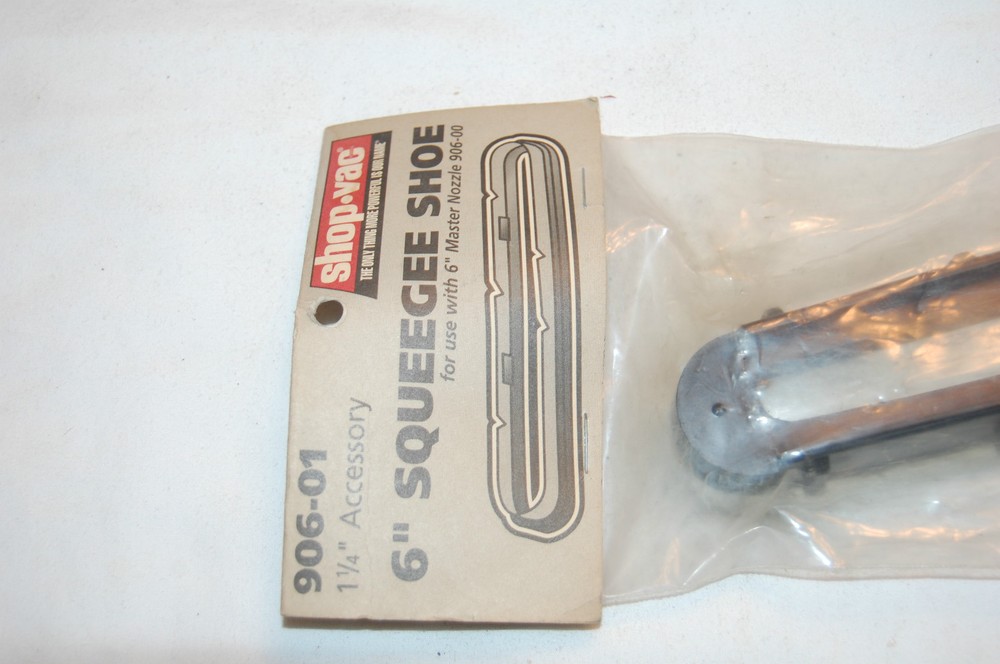 shop·vac®
THE ONLY THING MORE POWERFUL IS OUR NAME™
906-01
1¼" Accessory
6" SQUEEGEE SHOE
for use with 6" Master Nozzle 906-00